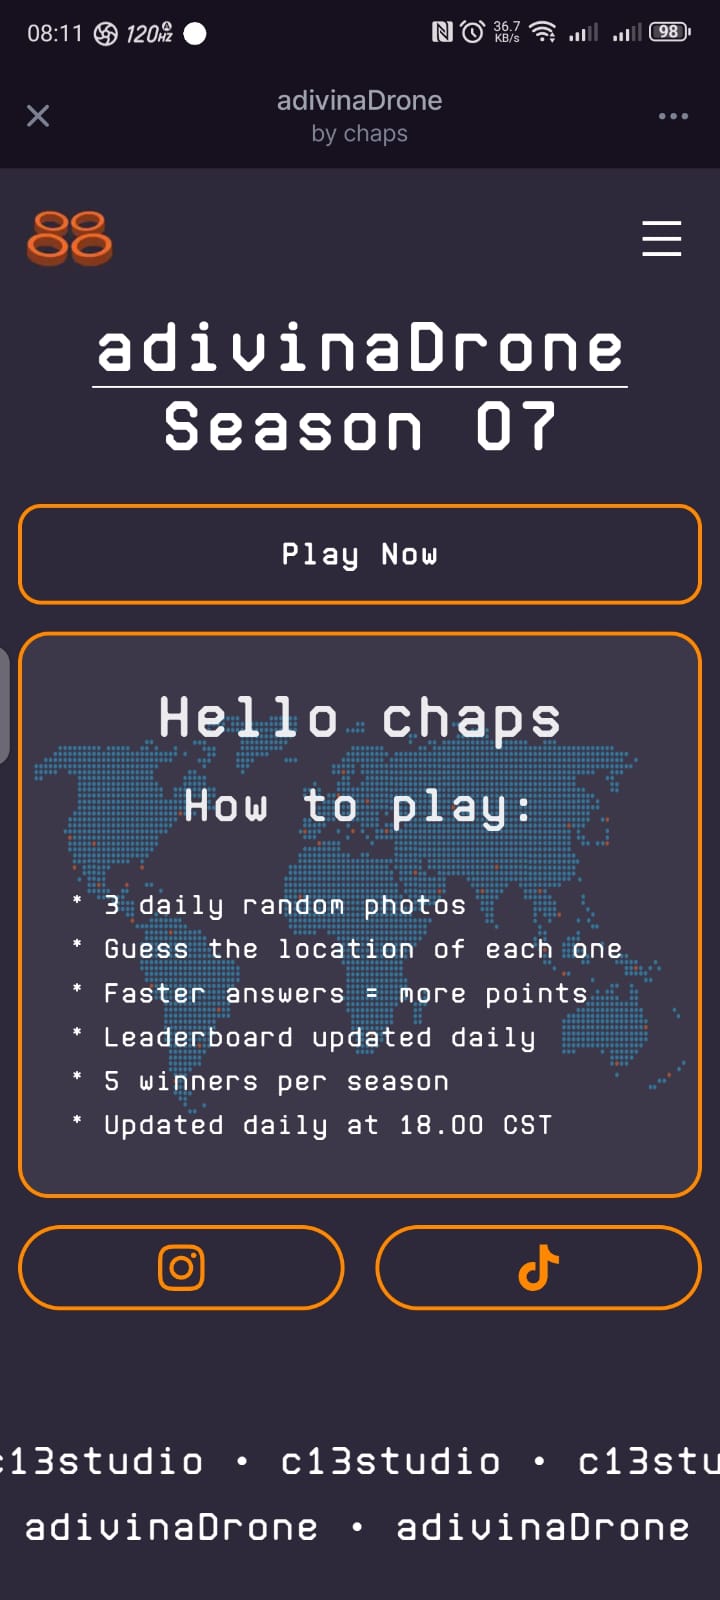 08:11 120Hz 36.7 KB/s 98
adivinaDrone
by chaps
adivinaDrone
Season 07
Play Now
Hello chaps
How to play:
* 3 daily random photos
* Guess the location of each one
* Faster answers = more points
* Leaderboard updated daily
* 5 winners per season
* Updated daily at 18.00 CST
c13studio • c13studio • c13stu
adivinaDrone • adivinaDrone